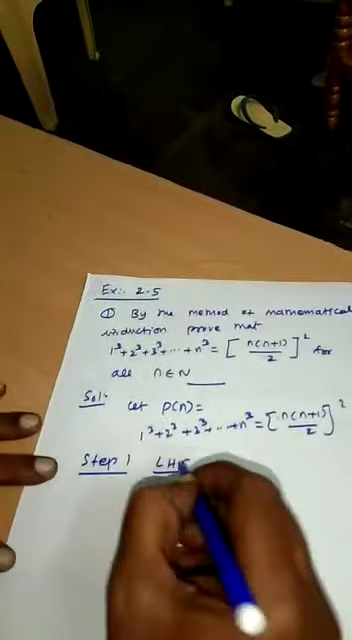 Ex:- 2.5
① By the method of mathematical
induction prove that
1³+2³+3³+...+n³ = [n(n+1)/2]² for
all n∈N
Sol:-
Let P(n)=
1³+2³+3³+...+n³ = [n(n+1)/2]²
Step 1 LHS